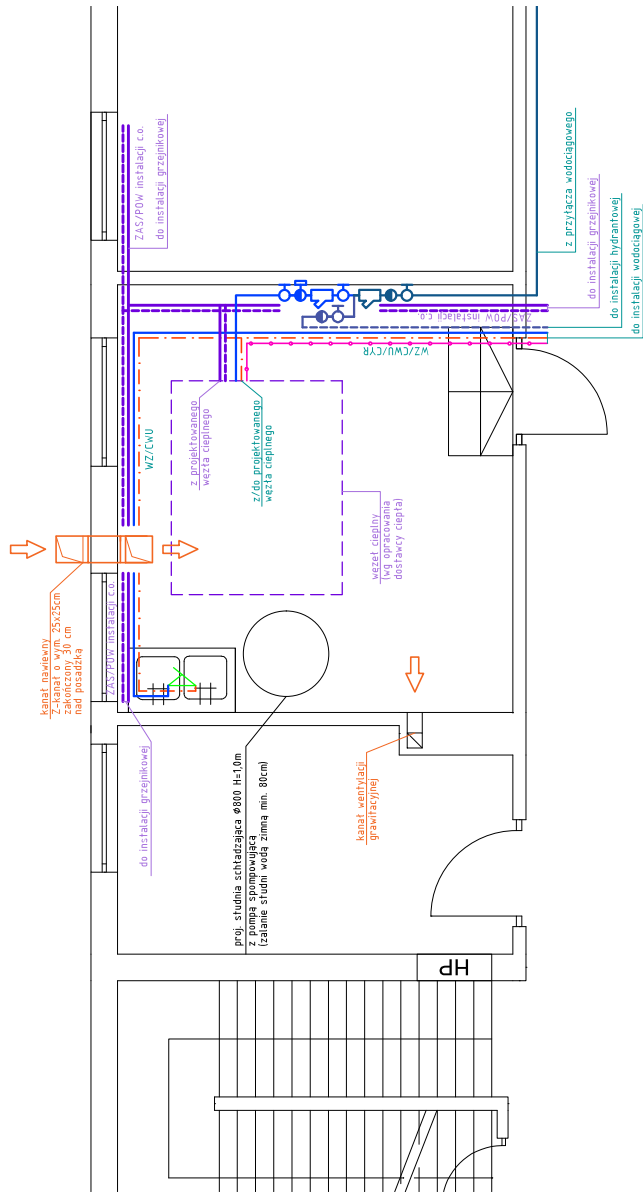 ZAS/POW instalacji c.o.
do instalacji grzejnikowej
z przyłącza wodociągowego
do instalacji grzejnikowej
do instalacji hydrantowej
do instalacji wodociągowej
ZAS/POW
instalacji c.o.
WZ/CWU/CYR
WZ/CWU
z projektowanego
węzła cieplnego
z/do projektowanego
węzła cieplnego
węzeł cieplny
(wg opracowania
dostawcy ciepła)
kanał nawiewny
Z-kanał o wym. 25x25cm
zakończony 30 cm
nad posadzką
ZAS/POW instalacji c.o.
do instalacji grzejnikowej
proj. studnia schładzająca Ø800 H=1,0m
z pompą spompowującą
(zalanie studni wodą zimną min. 80cm)
kanał wentylacji
grawitacyjnej
HP